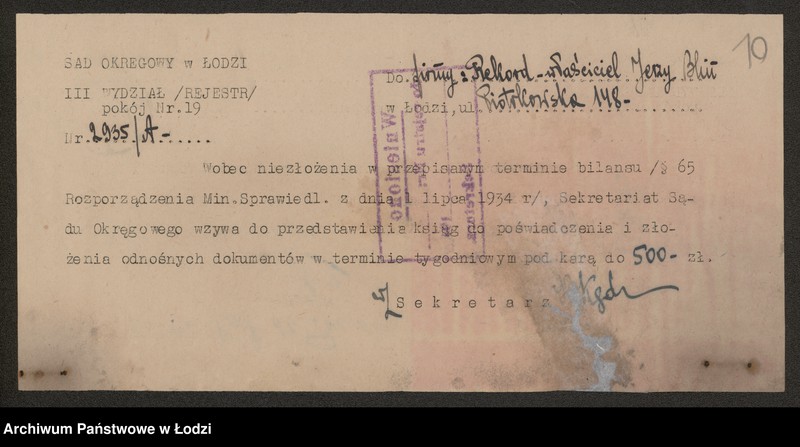 10
SĄD OKRĘGOWY w ŁODZI
Do firmy: Rekord - właściciel Jerzy
III WYDZIAŁ /REJESTR/
pokój Nr.19
w Łodzi, ul. Piotrkowska 148-
Nr. 2935/A-......
Wobec niezłożenia w przepisanym terminie bilansu /§ 65
Rozporządzenia Min.Sprawiedl. z dnia 1 lipca 1934 r/, Sekretariat Są-
du Okręgowego wzywa do przedstawienia ksiąg do poświadczenia i zło-
żenia odnośnych dokumentów w terminie tygodniowym pod karą do 500- zł.
Sekretarz
Wniesiono
Archiwum Państwowe w Łodzi